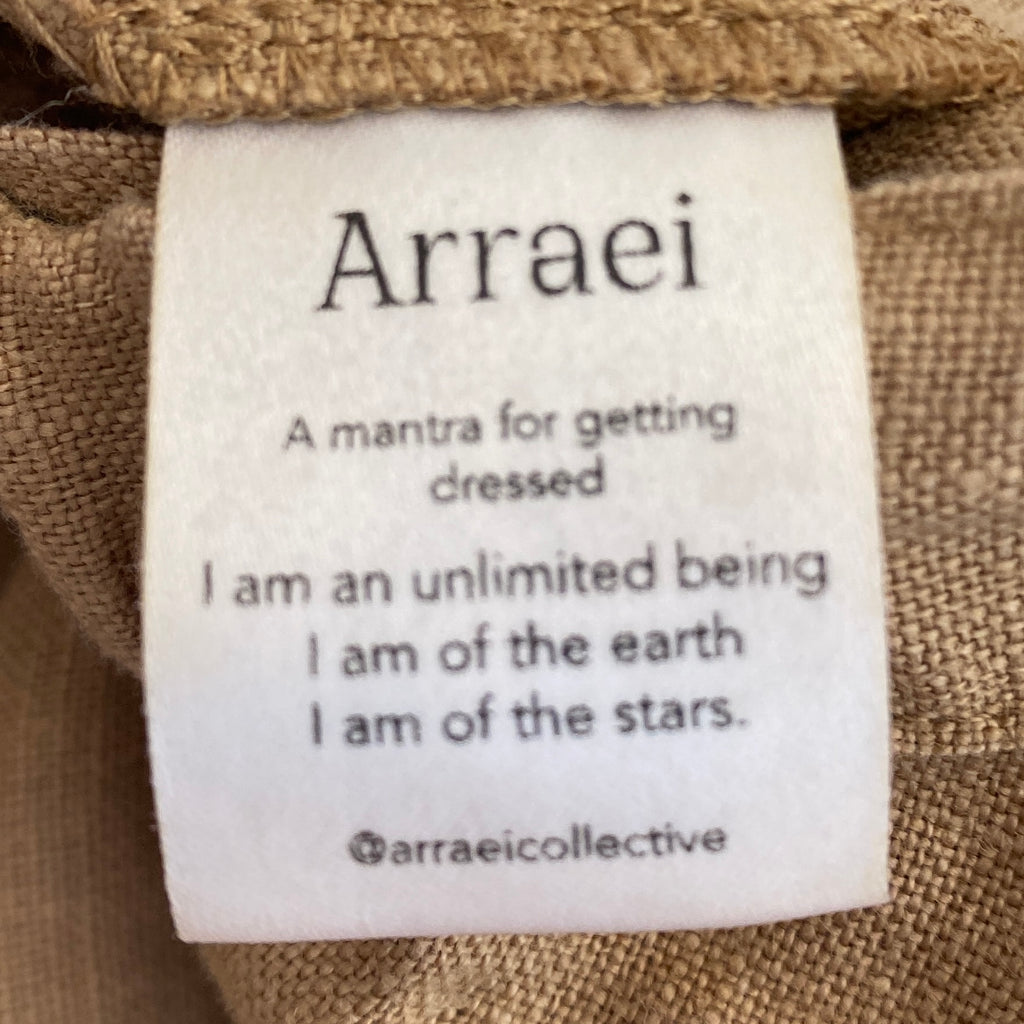 Arraei
A mantra for getting
dressed
I am an unlimited being
I am of the earth
I am of the stars.
@arraeicollective